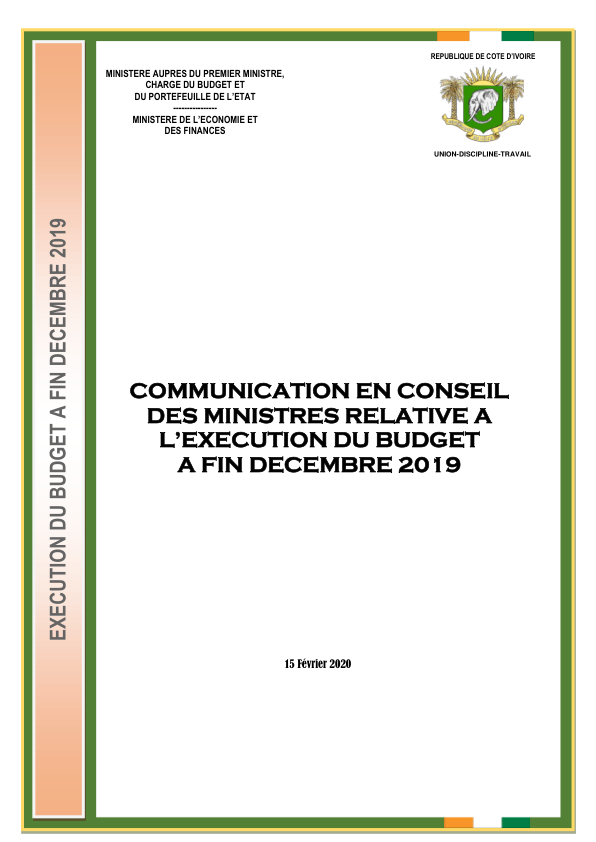 MINISTERE AUPRES DU PREMIER MINISTRE,
CHARGE DU BUDGET ET
DU PORTEFEUILLE DE L'ETAT
----------------
MINISTERE DE L'ECONOMIE ET
DES FINANCES
REPUBLIQUE DE COTE D'IVOIRE
UNION-DISCIPLINE-TRAVAIL
EXECUTION DU BUDGET A FIN DECEMBRE 2019
COMMUNICATION EN CONSEIL
DES MINISTRES RELATIVE A
L'EXECUTION DU BUDGET
A FIN DECEMBRE 2019
15 Février 2020